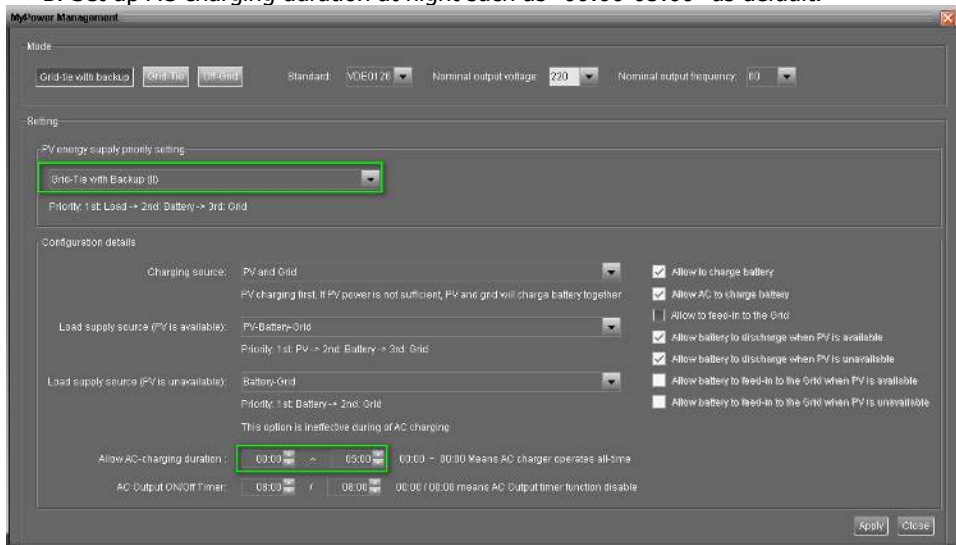 B. Set up AC charging duration at night such as "00:00-05:00" as default.
MyPower Management
Mode
Grid-tie with backup Grid-Tie Off-Grid Standard: VDE0126 Nominal output voltage: 220 Nominal output frequency: 60
Setting
PV energy supply priority setting
Grid-Tie with Backup (II)
Priority: 1st: Load -> 2nd: Battery -> 3rd: Grid
Configuration details
Charging source: PV and Grid
Allow to charge battery
PV charging first. If PV power is not sufficient, PV and grid will charge battery together
Allow AC to charge battery
Allow to feed-in to the Grid
Load supply source (PV is available): PV-Battery-Grid
Allow battery to discharge when PV is available
Priority: 1st: PV -> 2nd: Battery -> 3rd: Grid
Allow battery to discharge when PV is unavailable
Load supply source (PV is unavailable): Battery-Grid
Allow battery to feed-in to the Grid when PV is available
Priority: 1st: Battery -> 2nd: Grid
Allow battery to feed-in to the Grid when PV is unavailable
This option is ineffective during of AC charging
Allow AC-charging duration : 00:00 ~ 05:00 00:00 ~ 00:00 Means AC charger operates all-time
AC Output ON/Off Timer: 08:00 / 08:00 00:00 / 00:00 means AC Output timer function disable
Apply Close